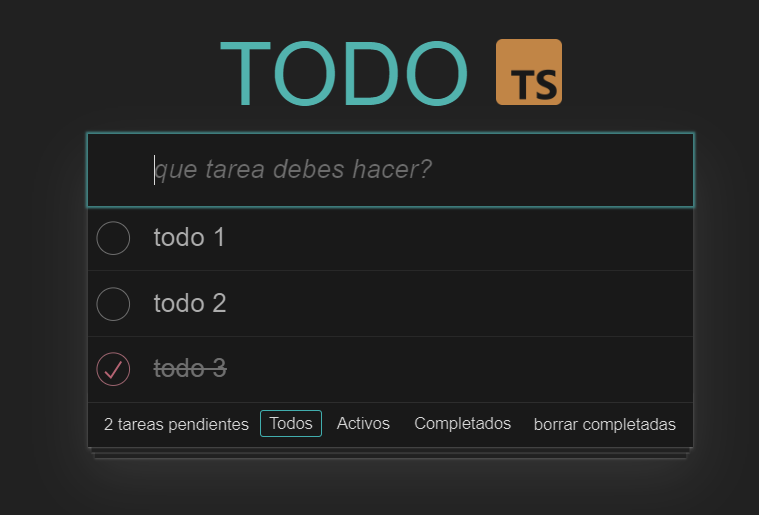 TODO TS
que tarea debes hacer?
todo 1
todo 2
todo 3
2 tareas pendientes Todos Activos Completados borrar completadas